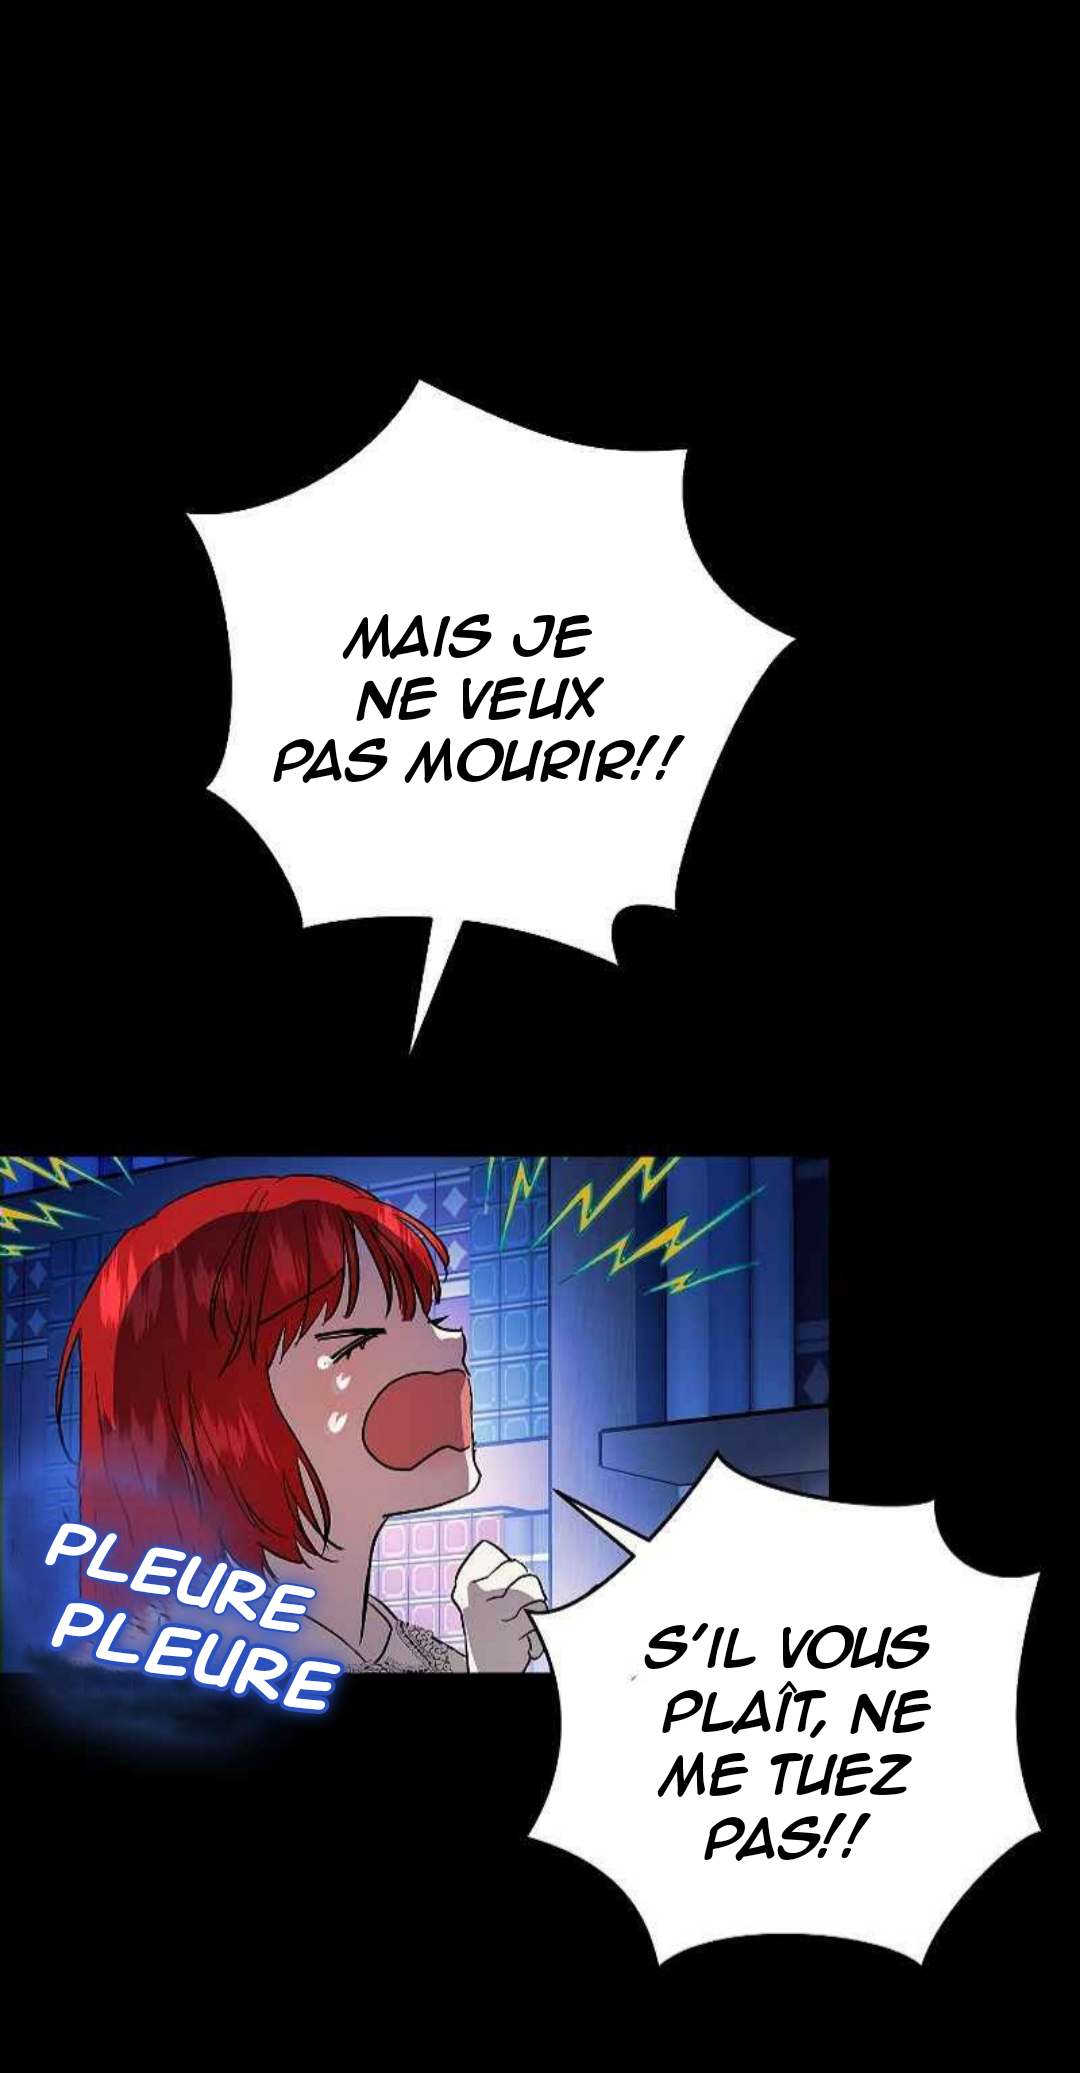 MAIS JE
NE VEUX
PAS MOURIR!!
PLEURE
PLEURE
S'IL VOUS
PLAÎT, NE
ME TUEZ
PAS!!